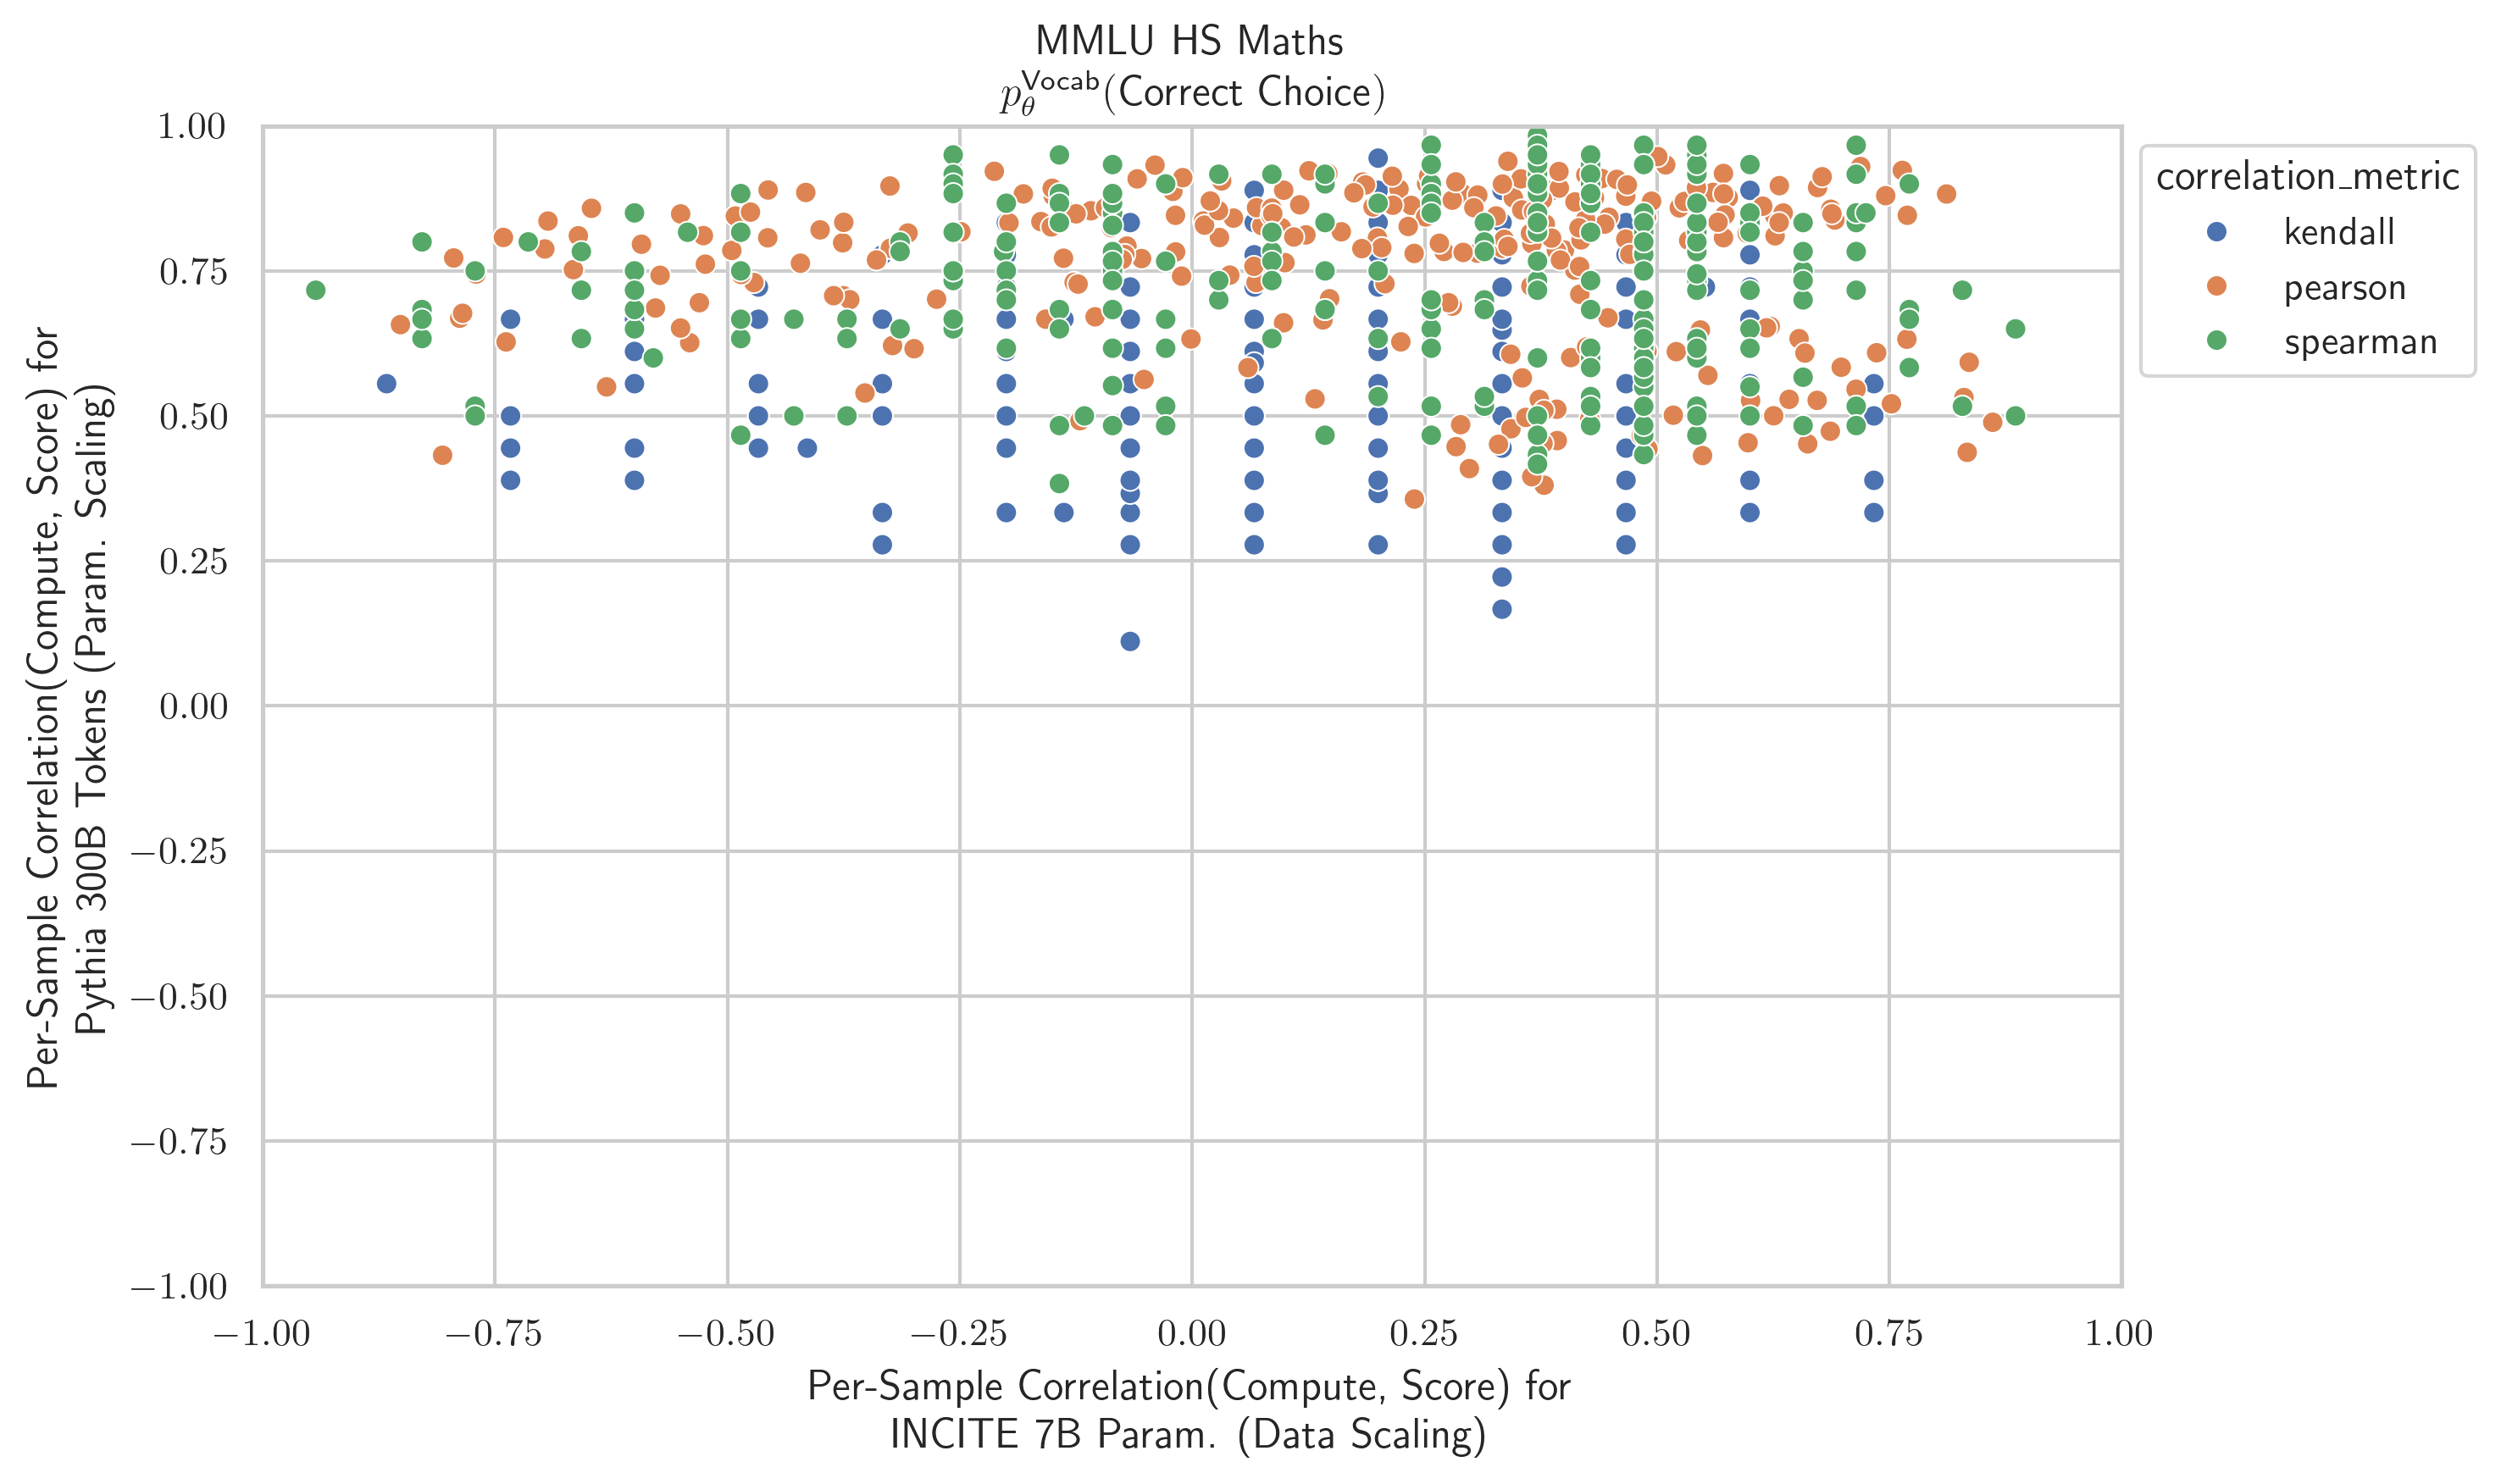 MMLU HS Maths
p_θ^Vocab(Correct Choice)
Per-Sample Correlation(Compute, Score) for
Pythia 300B Tokens (Param. Scaling)
1.00
0.75
0.50
0.25
0.00
−0.25
−0.50
−0.75
−1.00
−1.00 −0.75 −0.50 −0.25 0.00 0.25 0.50 0.75 1.00
Per-Sample Correlation(Compute, Score) for
INCITE 7B Param. (Data Scaling)
correlation_metric
kendall
pearson
spearman